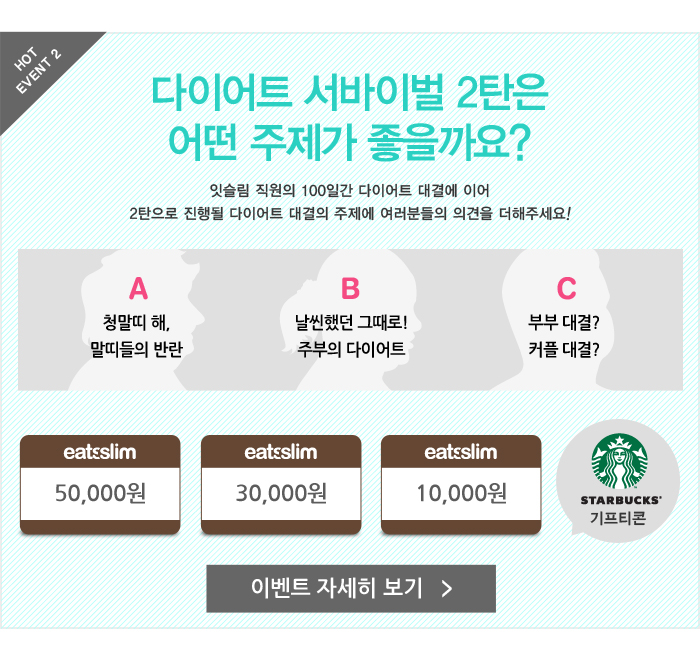 HOT
EVENT 2
다이어트 서바이벌 2탄은
어떤 주제가 좋을까요?
잇슬림 직원의 100일간 다이어트 대결에 이어
2탄으로 진행될 다이어트 대결의 주제에 여러분들의 의견을 더해주세요!
A
청말띠 해,
말띠들의 반란
B
날씬했던 그때로!
주부의 다이어트
C
부부 대결?
커플 대결?
eatsslim
50,000원
eatsslim
30,000원
eatsslim
10,000원
STARBUCKS
기프티콘
이벤트 자세히 보기 >